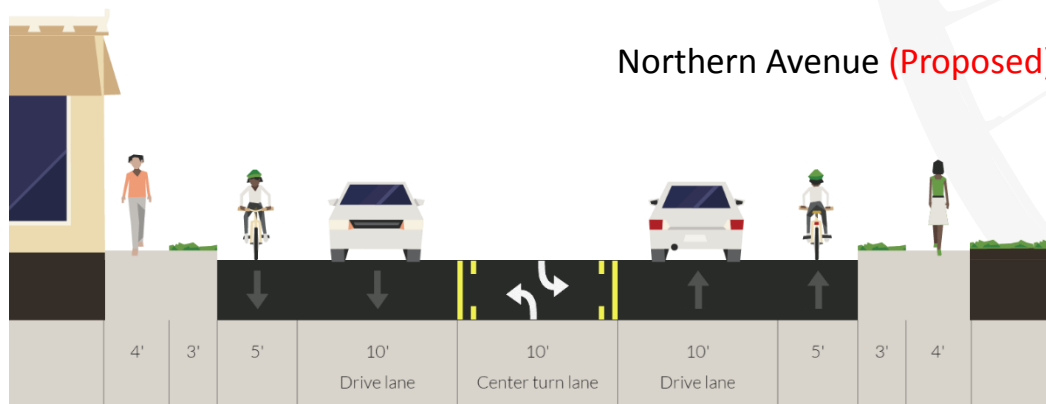 Northern Avenue (Proposed)
4' 3' 5' 10' 10' 10' 5' 3' 4'
Drive lane Center turn lane Drive lane